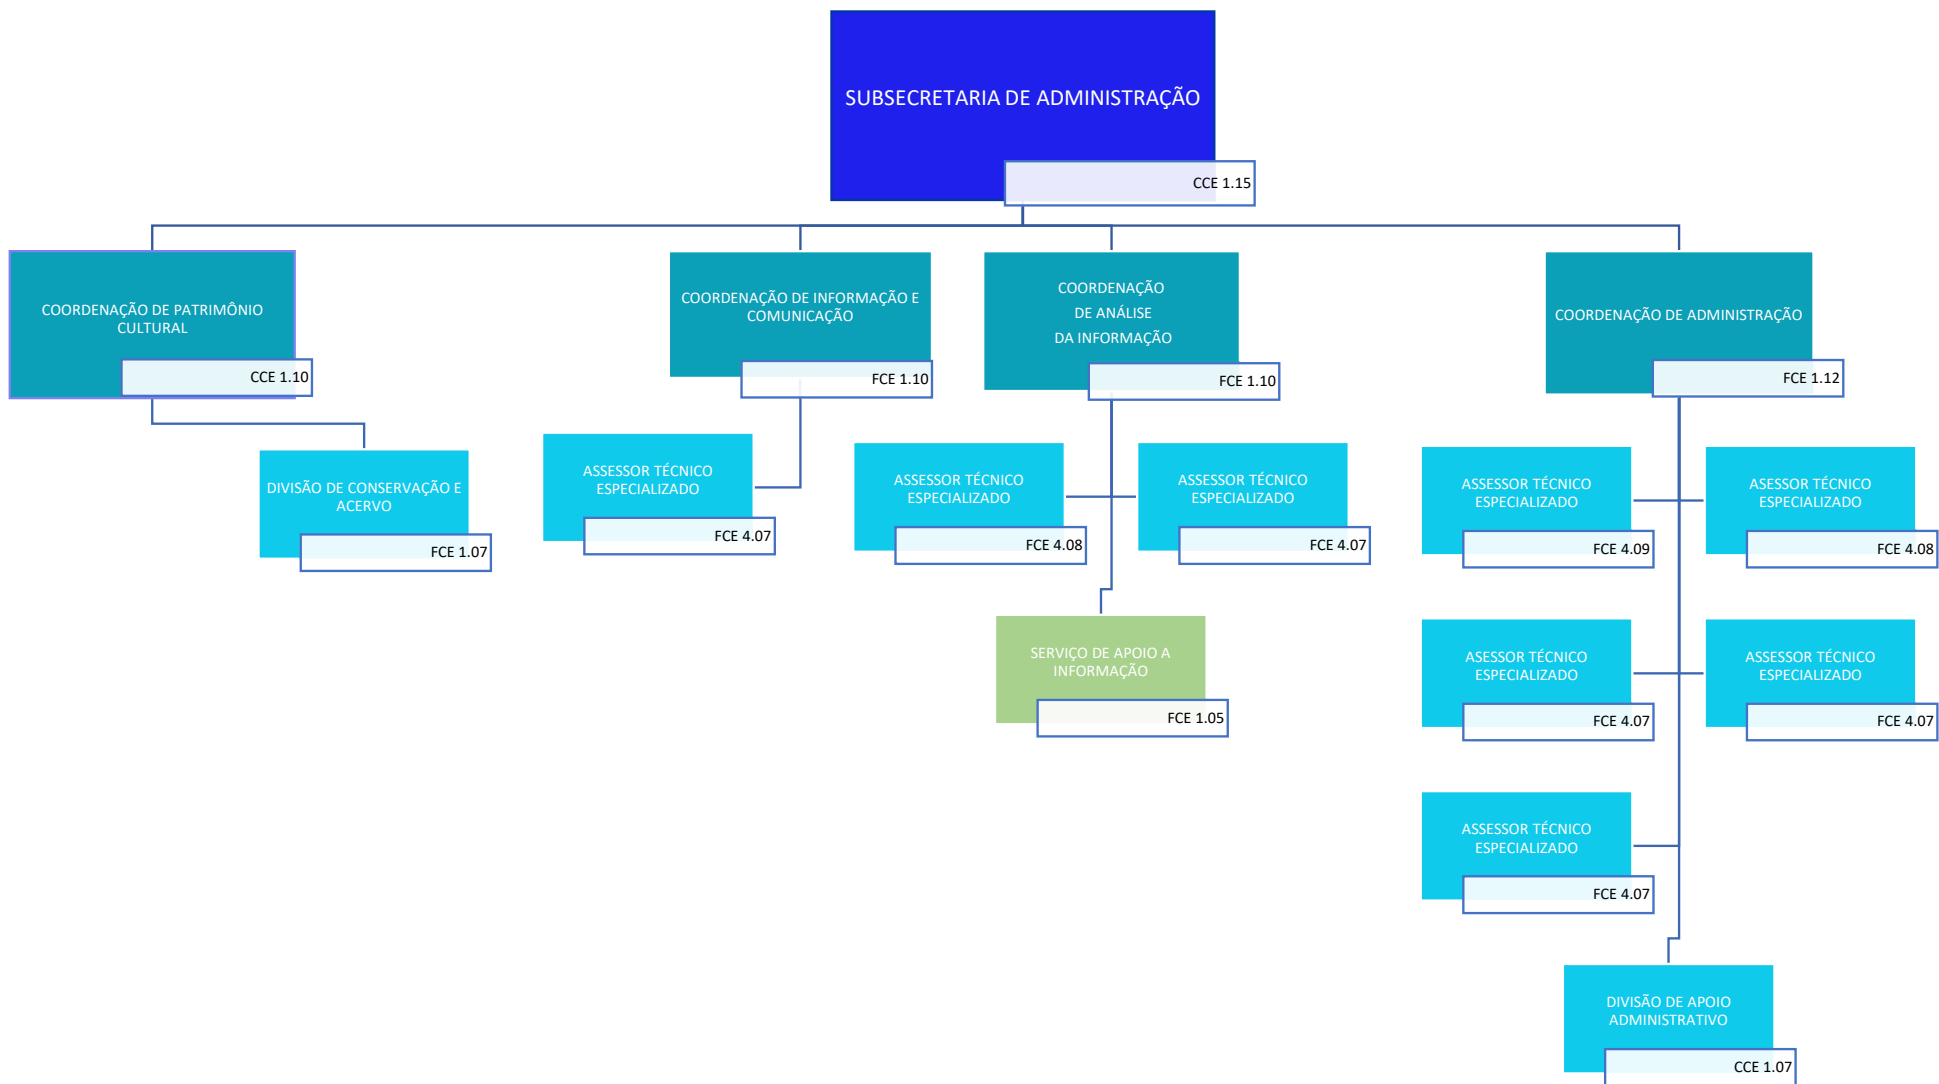 SUBSECRETARIA DE ADMINISTRAÇÃO
CCE 1.15
COORDENAÇÃO DE PATRIMÔNIO
CULTURAL
CCE 1.10
COORDENAÇÃO DE INFORMAÇÃO E
COMUNICAÇÃO
FCE 1.10
COORDENAÇÃO
DE ANÁLISE
DA INFORMAÇÃO
FCE 1.10
COORDENAÇÃO DE ADMINISTRAÇÃO
FCE 1.12
DIVISÃO DE CONSERVAÇÃO E
ACERVO
FCE 1.07
ASSESSOR TÉCNICO
ESPECIALIZADO
FCE 4.07
ASSESSOR TÉCNICO
ESPECIALIZADO
FCE 4.08
ASSESSOR TÉCNICO
ESPECIALIZADO
FCE 4.07
ASSESSOR TÉCNICO
ESPECIALIZADO
FCE 4.09
ASESSOR TÉCNICO
ESPECIALIZADO
FCE 4.08
SERVIÇO DE APOIO A
INFORMAÇÃO
FCE 1.05
ASESSOR TÉCNICO
ESPECIALIZADO
FCE 4.07
ASSESSOR TÉCNICO
ESPECIALIZADO
FCE 4.07
ASSESSOR TÉCNICO
ESPECIALIZADO
FCE 4.07
DIVISÃO DE APOIO
ADMINISTRATIVO
CCE 1.07